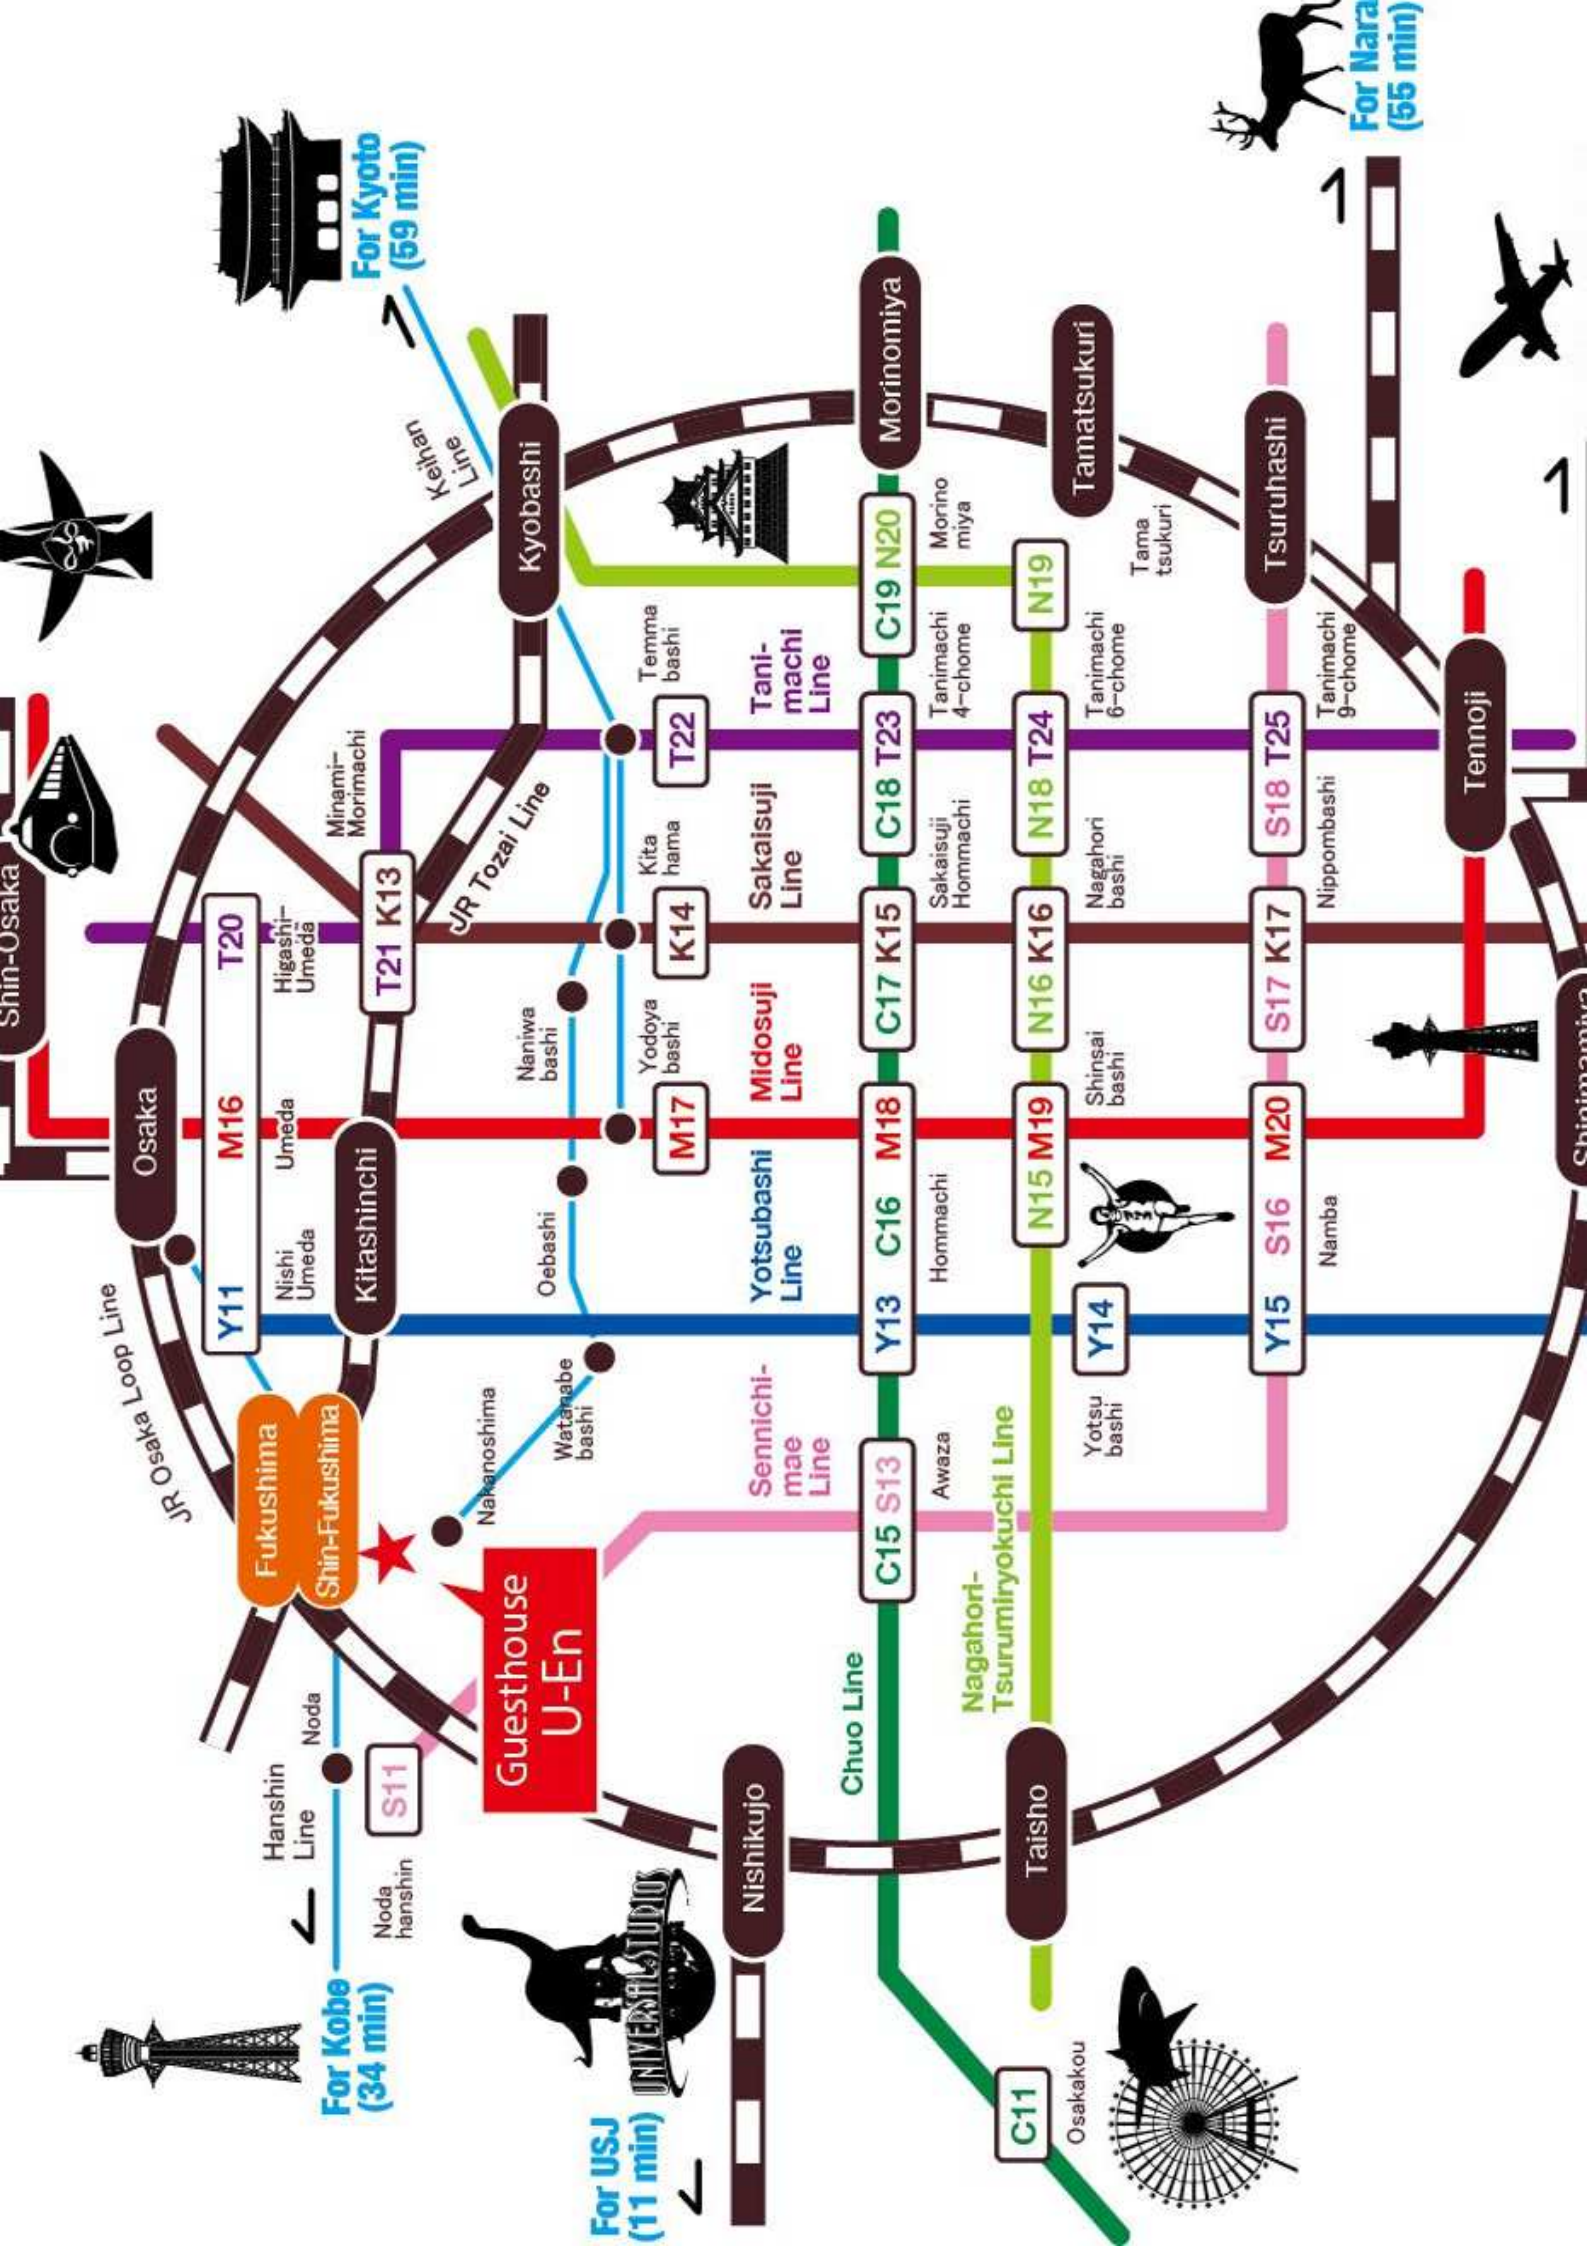 Shin-Osaka
For Kyoto
(59 min)
For Nara
(55 min)
For Kobe
(34 min)
For USJ
(11 min)
UNIVERSAL STUDIOS
JR Osaka Loop Line
Osaka
Y11
M16
T20
Nishi
Umeda
Umeda
Higashi-
Umeda
Fukushima
Shin-Fukushima
Kitashinchi
T21 K13
Minami-
Morimachi
JR Tozai Line
Keihan
Line
Kyobashi
Hanshin
Line
Noda
S11
Noda
hanshin
Guesthouse
U-En
Nakanoshima
Watanabe
bashi
Oebashi
Naniwa
bashi
M17
Yodoya
bashi
K14
Kita
hama
T22
Temma
bashi
Sennichi-
mae
Line
Yotsubashi
Line
Midosuji
Line
Sakaisuji
Line
Tani-
machi
Line
Nishikujo
Chuo Line
C15 S13
Awaza
Y13 C16 M18
Hommachi
C17 K15
Sakaisuji
Hommachi
C18 T23
Tanimachi
4-chome
C19 N20
Morino
miya
Morinomiya
Taisho
Nagahori-
Tsurumiryokuchi Line
N15 M19
Shinsai
bashi
N16 K16
Nagahori
bashi
N18 T24
Tanimachi
6-chome
N19
Tama
tsukuri
Tamatsukuri
Y14
Yotsu
bashi
C11
Osakakou
Y15 S16 M20
Namba
S17 K17
Nippombashi
S18 T25
Tanimachi
9-chome
Tsuruhashi
Tennoji
Shinimamiya